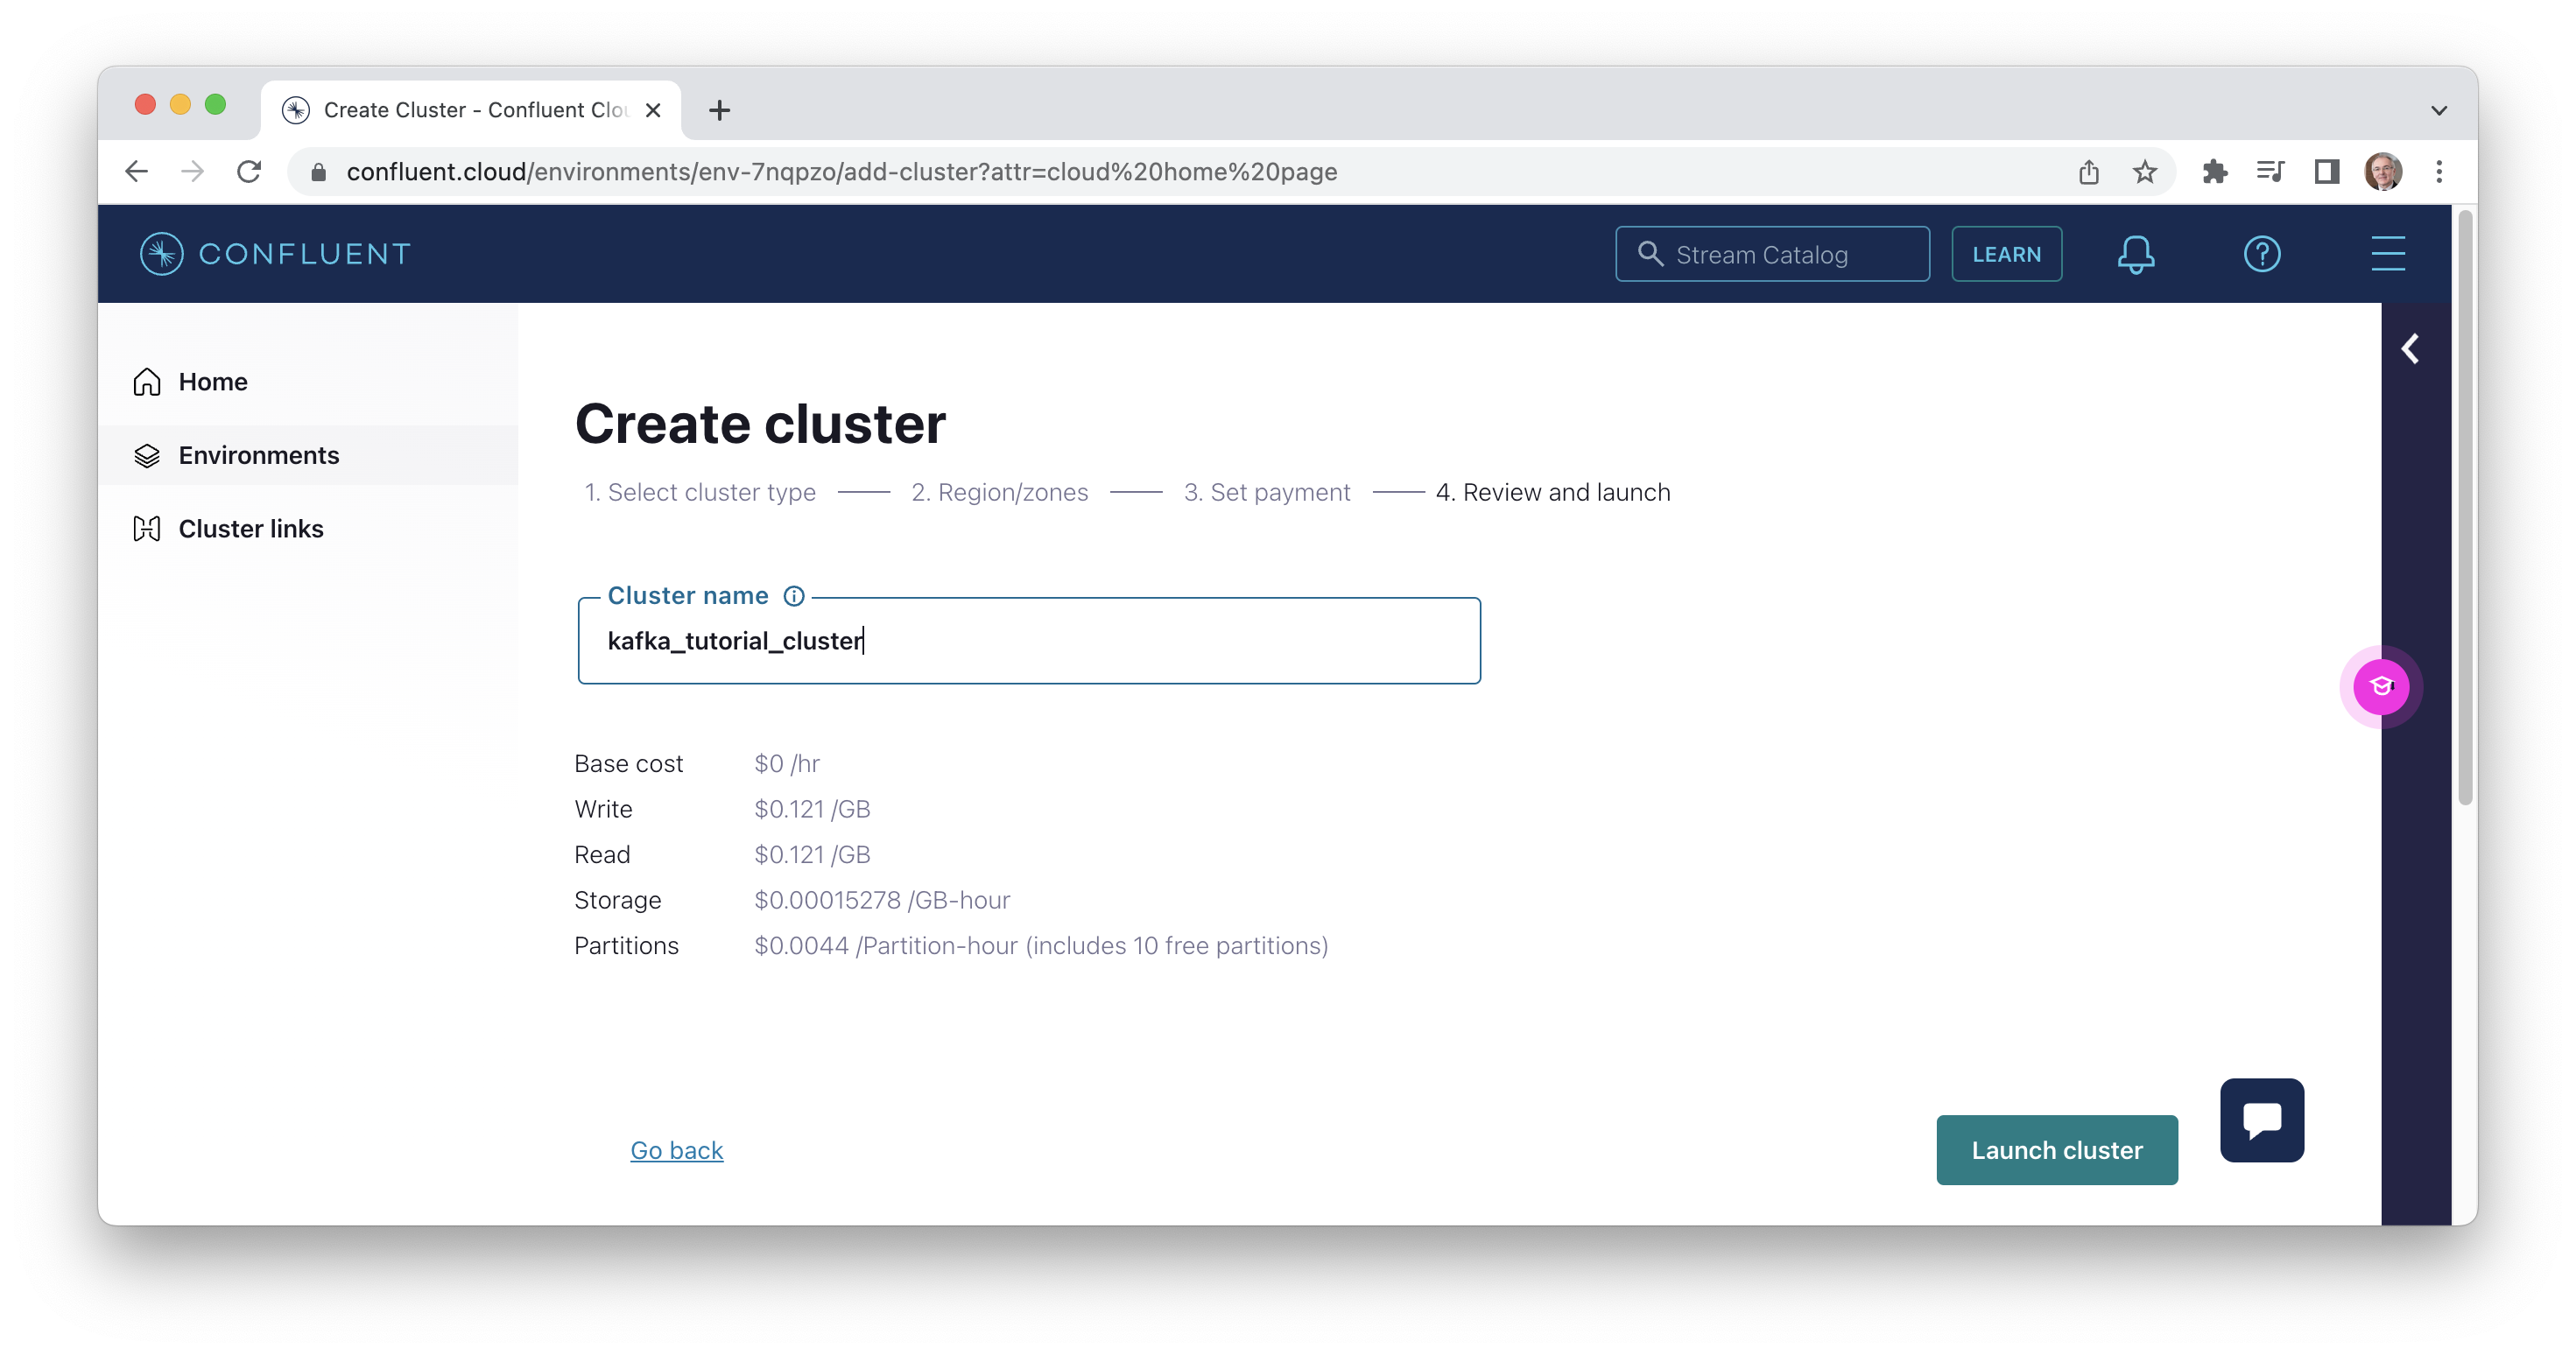 Create Cluster - Confluent Clou
confluent.cloud/environments/env-7nqpzo/add-cluster?attr=cloud%20home%20page
CONFLUENT
Stream Catalog
LEARN
Home
Environments
Cluster links
Create cluster
1. Select cluster type 2. Region/zones 3. Set payment 4. Review and launch
Cluster name
kafka_tutorial_cluster
Base cost $0 /hr
Write $0.121 /GB
Read $0.121 /GB
Storage $0.00015278 /GB-hour
Partitions $0.0044 /Partition-hour (includes 10 free partitions)
Go back
Launch cluster